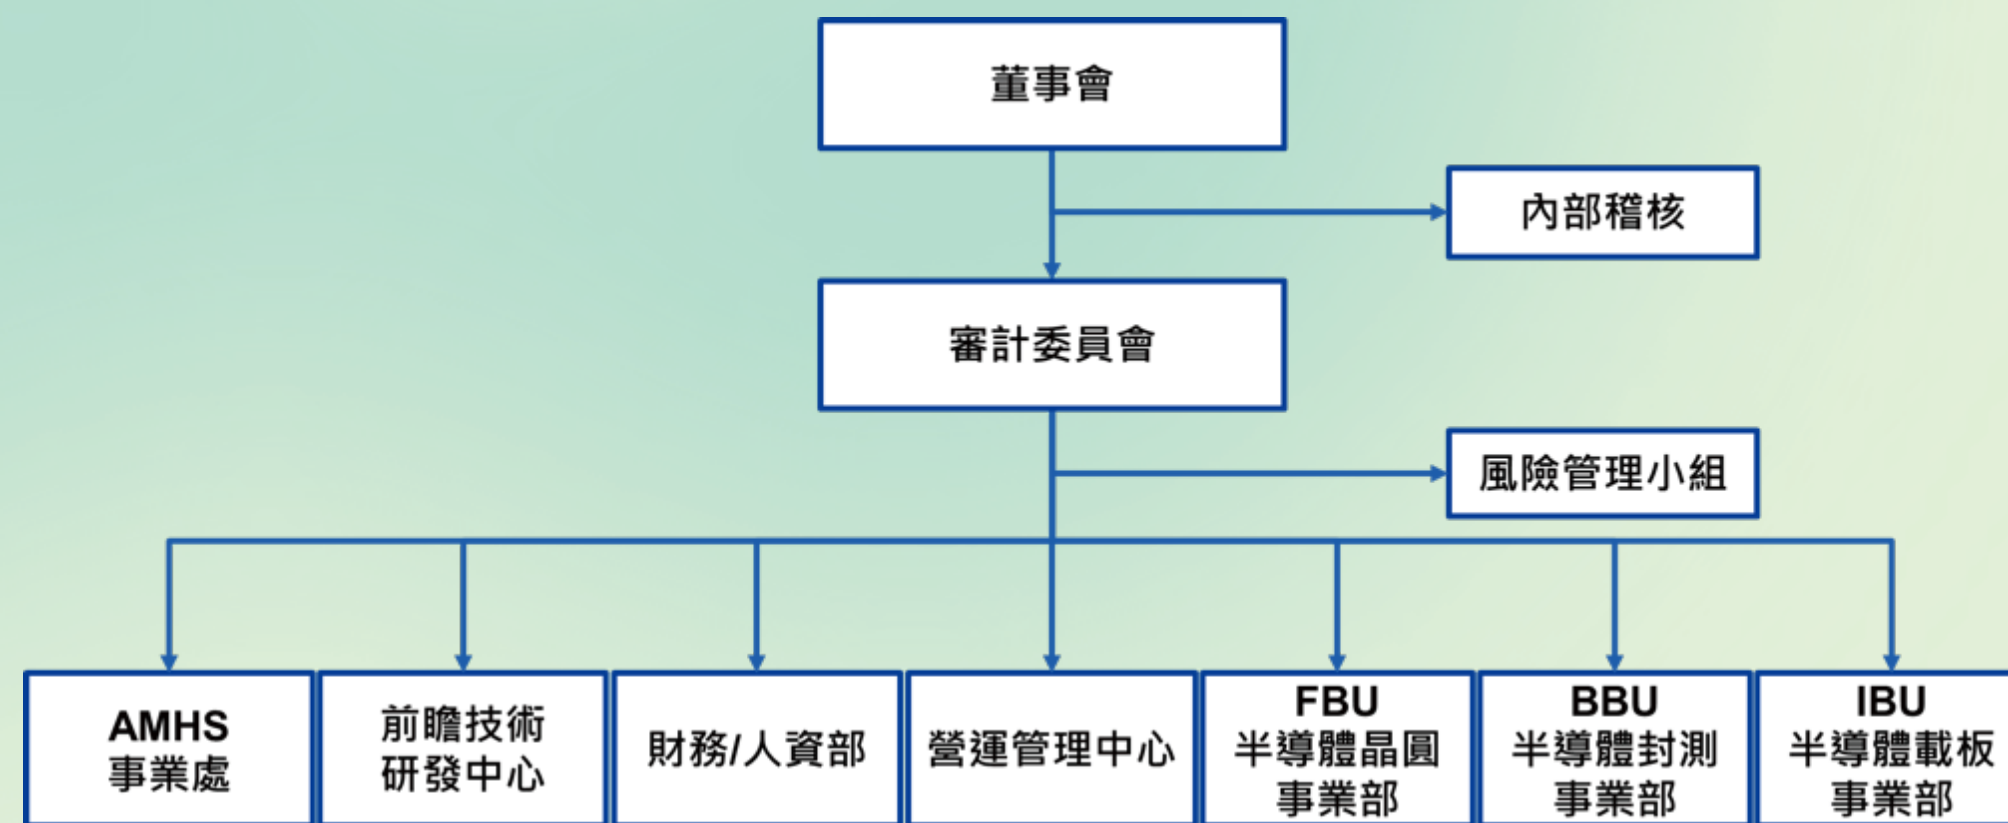 董事會
內部稽核
審計委員會
風險管理小組
AMHS
事業處
前瞻技術
研發中心
財務/人資部
營運管理中心
FBU
半導體晶圓
事業部
BBU
半導體封測
事業部
IBU
半導體載板
事業部